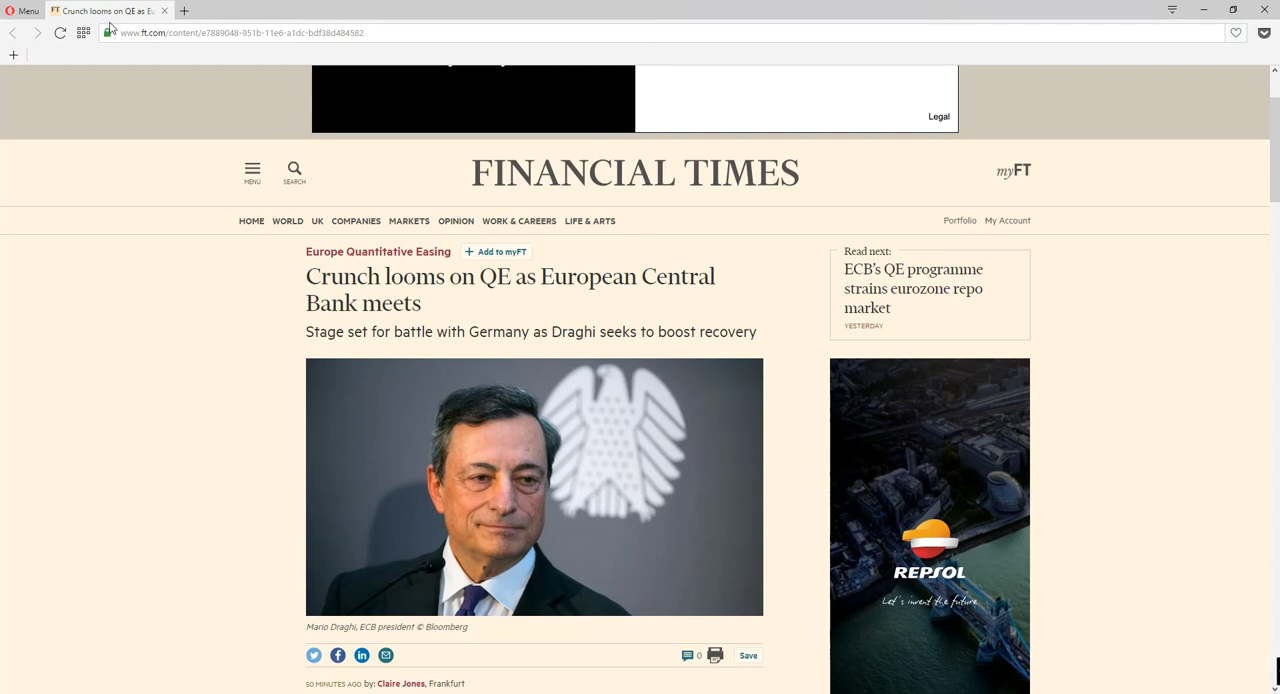 Menu
FT Crunch looms on QE as Eu
www.ft.com/content/e7889048-951b-11e6-a1dc-bdf38d484582
Legal
MENU
SEARCH
FINANCIAL TIMES
myFT
HOME WORLD UK COMPANIES MARKETS OPINION WORK & CAREERS LIFE & ARTS
Portfolio My Account
Europe Quantitative Easing + Add to myFT
Crunch looms on QE as European Central
Bank meets
Stage set for battle with Germany as Draghi seeks to boost recovery
Mario Draghi, ECB president © Bloomberg
0
Save
50 MINUTES AGO by: Claire Jones, Frankfurt
Read next:
ECB’s QE programme
strains eurozone repo
market
YESTERDAY
REPSOL
Let's invent the future